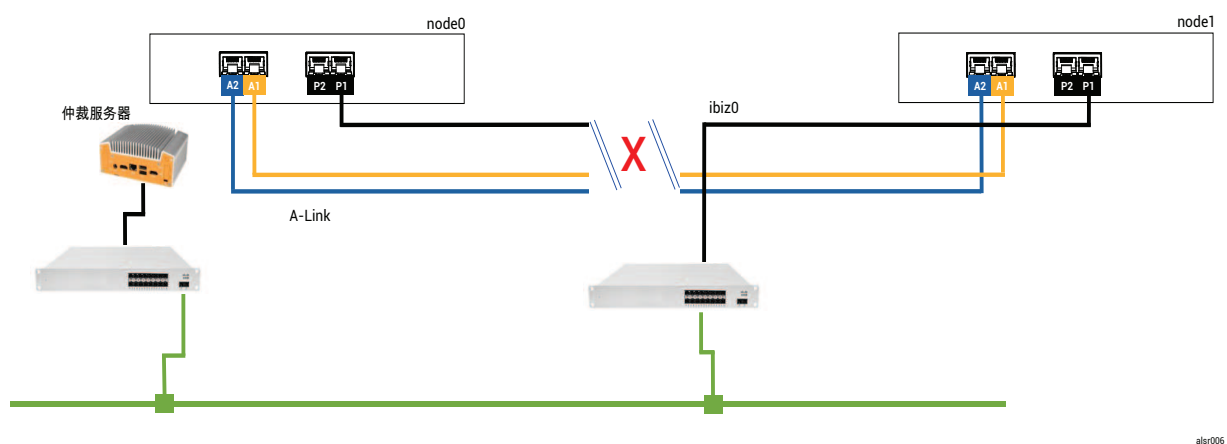 node0
node1
A2 A1 P2 P1
A2 A1 P2 P1
仲裁服务器
ibiz0
X
A-Link
alsr006